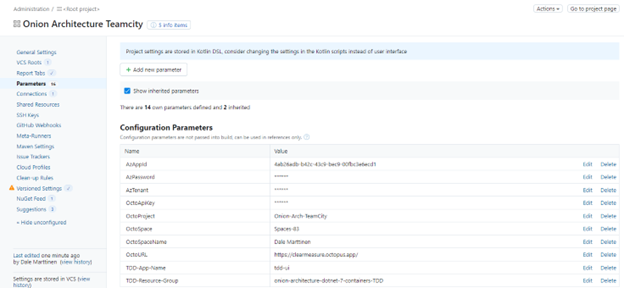 Administration / <Root project>
Actions
Go to project page
Onion Architecture Teamcity
5 info items
General Settings
VCS Roots
Report Tabs
Parameters
Connections
Shared Resources
SSH Keys
GitHub Webhooks
Meta-Runners
Maven Settings
Issue Trackers
Cloud Profiles
Clean-up Rules
Versioned Settings
NuGet Feed
Suggestions
Hide unconfigured
Last edited one minute ago
by Dale Marttinen (view history)
Settings are stored in VCS (view
history)
Project settings are stored in Kotlin DSL, consider changing the settings in the Kotlin scripts instead of user interface
+ Add new parameter
Show inherited parameters
There are 14 own parameters defined and 2 inherited
Configuration Parameters
Configuration parameters are not passed into build, can be used in references only.
Name Value
AzAppId Edit Delete
AzPassword ****** Edit Delete
AzTenant ****** Edit Delete
OctoApiKey ****** Edit Delete
OctoProject Onion-Arch-TeamCity Edit Delete
OctoSpace Spaces-83 Edit Delete
OctoSpaceName Dale Marttinen Edit Delete
OctoURL https://clearmeasure.octopus.app/ Edit Delete
TDD-App-Name tdd-ui Edit Delete
TDD-Resource-Group onion-architecture-dotnet-7-containers-TDD Edit Delete